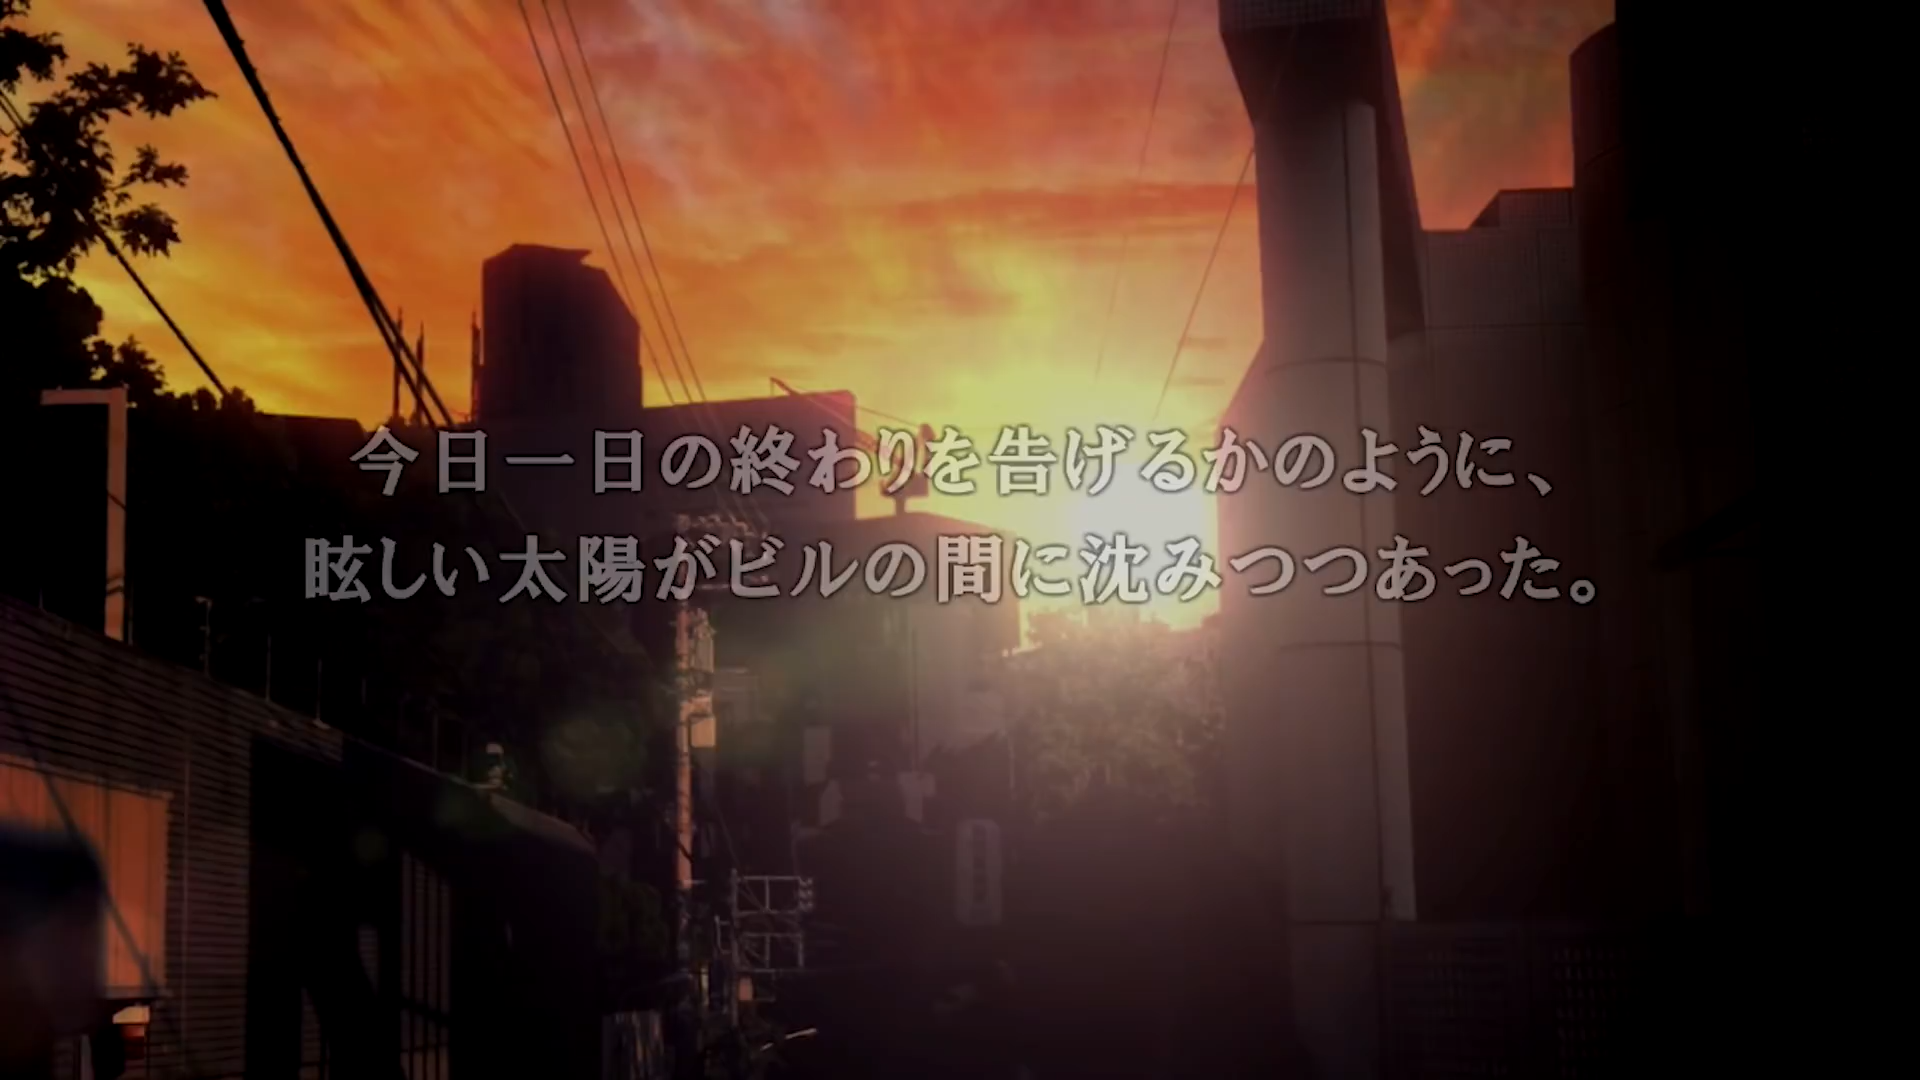 今日一日の終わりを告げるかのように、
眩しい太陽がビルの間に沈みつつあった。